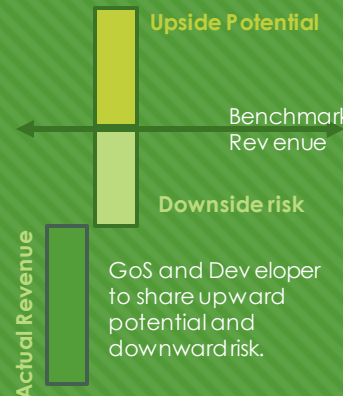 Upside Potential
Benchmark
Revenue
Downside risk
Actual Revenue
GoS and Developer
to share upward
potential and
downward risk.